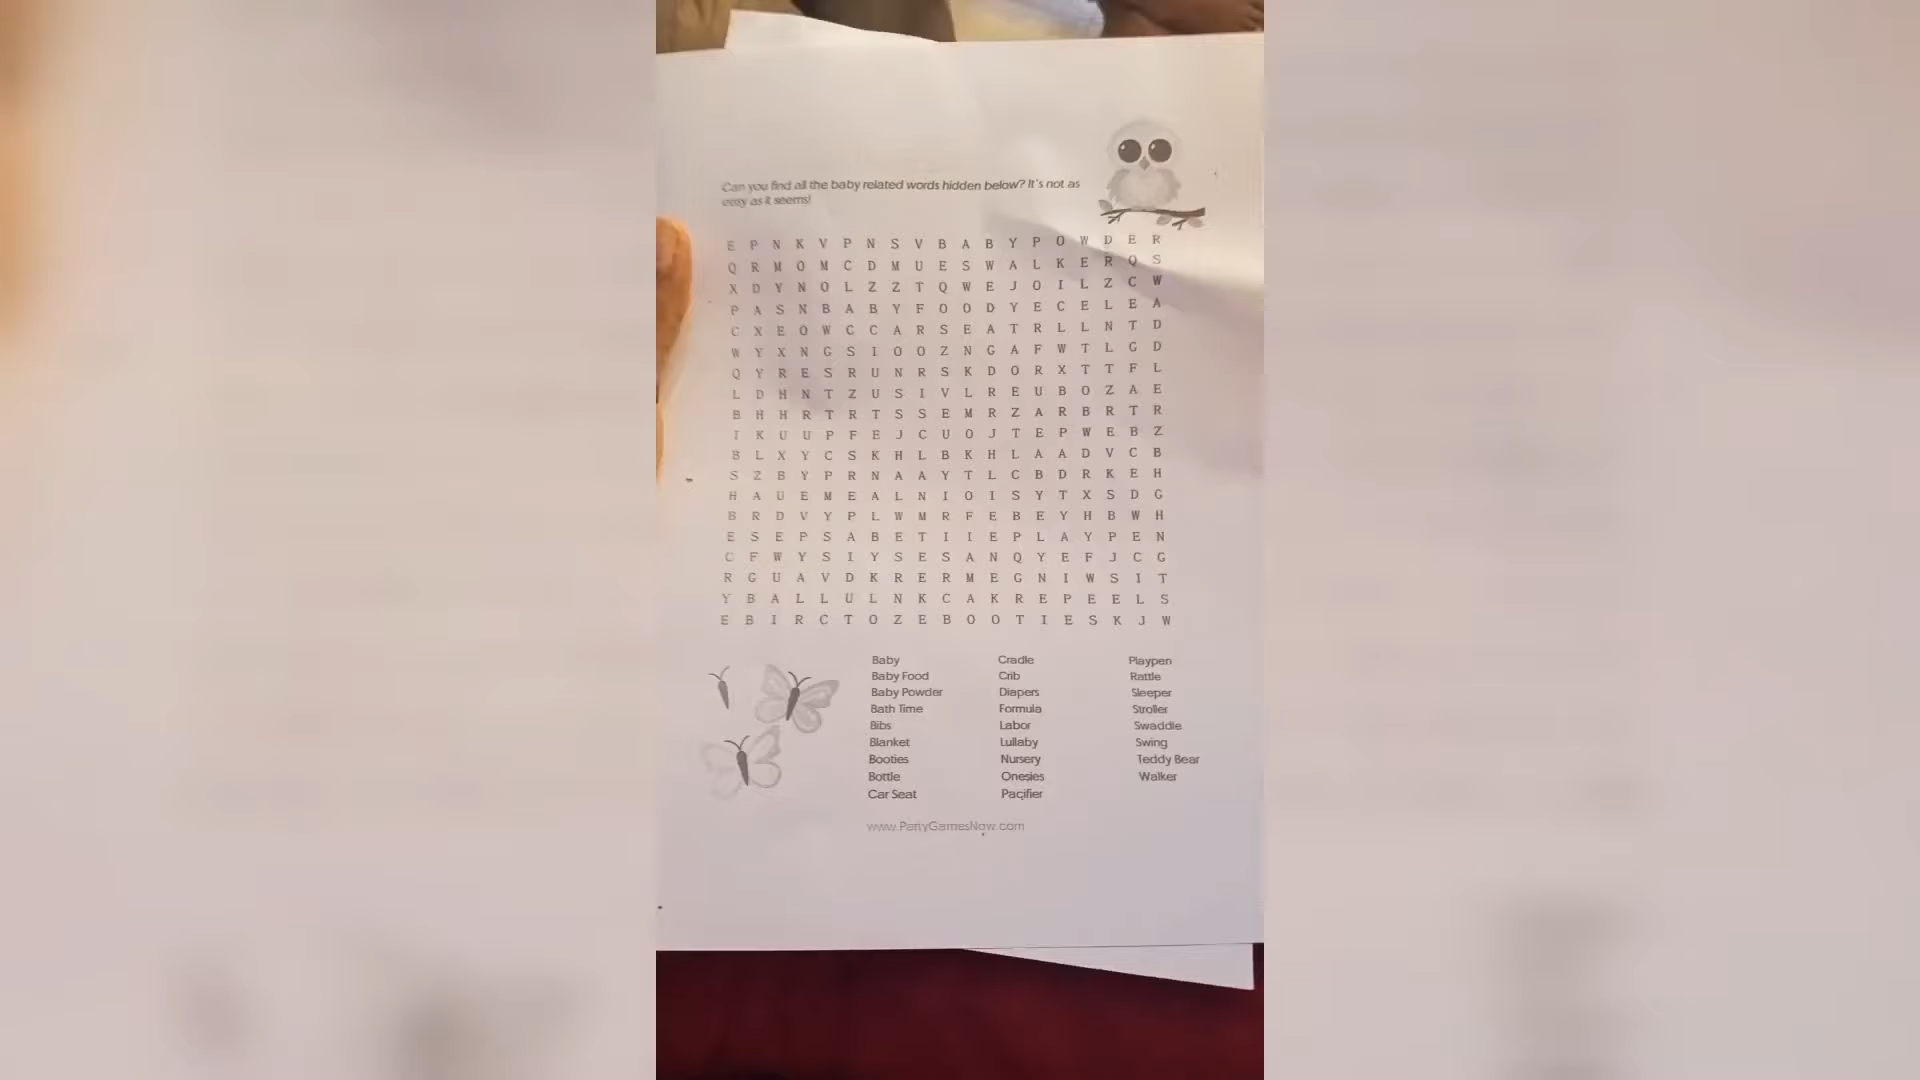 Can you find all the baby related words hidden below? It's not as
easy as it seems!
E P N K V P N S V B A B Y P O W D E R
Q R M O M C D M U E S W A L K E R Q S
X D Y N O L Z Z T Q W E J O I L Z C W
P A S N B A B Y F O O D Y E C E L E A
C X E O W C C A R S E A T R L L N T D
W Y X N G S I O O Z N G A F W T L G D
Q Y R E S R U N R S K D O R X T T F L
L D H N T Z U S I V L R E U B O Z A E
B H H R T R T S S E M R Z A R B R T R
I K U U P F E J C U O J T E P W E B Z
B L X Y C S K H L B K H L A A D V C B
S Z B Y P R N A A Y T L C B D R K E H
H A U E M E A L N I O I S Y T X S D G
B R D V Y P L W M R F E B E Y H B W H
E S E P S A B E T I I E P L A Y P E N
C F W Y S I Y S E S A N Q Y E F J C G
R G U A V D K R E R M E G N I W S I T
Y B A L L U L N K C A K R E P E E L S
E B I R C T O Z E B O O T I E S K J W
Baby Cradle Playpen
Baby Food Crib Rattle
Baby Powder Diapers Sleeper
Bath Time Formula Stroller
Bibs Labor Swaddle
Blanket Lullaby Swing
Booties Nursery Teddy Bear
Bottle Onesies Walker
Car Seat Pacifier
www.PartyGamesNow.com